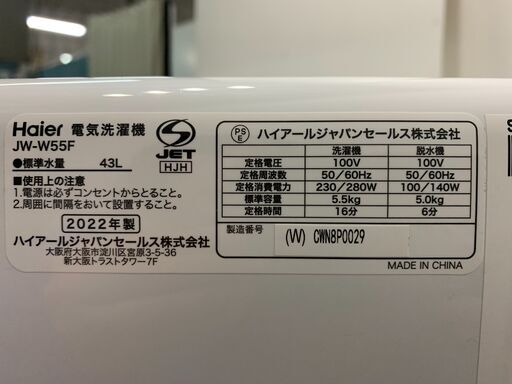 Haier 電気洗濯機
JW-W55F
S JET
HJH
●標準水量 43L
■使用上の注意
1.電源は必ずコンセントからとること。
2.周囲に間隔をおいて設置すること。
2022年製
ハイアールジャパンセールス株式会社
大阪府大阪市淀川区宮原3-5-36
新大阪トラストタワー7F
PSE ハイアールジャパンセールス株式会社
洗濯機 脱水機
定格電圧 100V 100V
定格周波数 50/60Hz 50/60Hz
定格消費電力 230/280W 100/140W
標準容量 5.5kg 5.0kg
定格時間 16分 6分
製造番号 (W) CWN8P0029
MADE IN CHINA